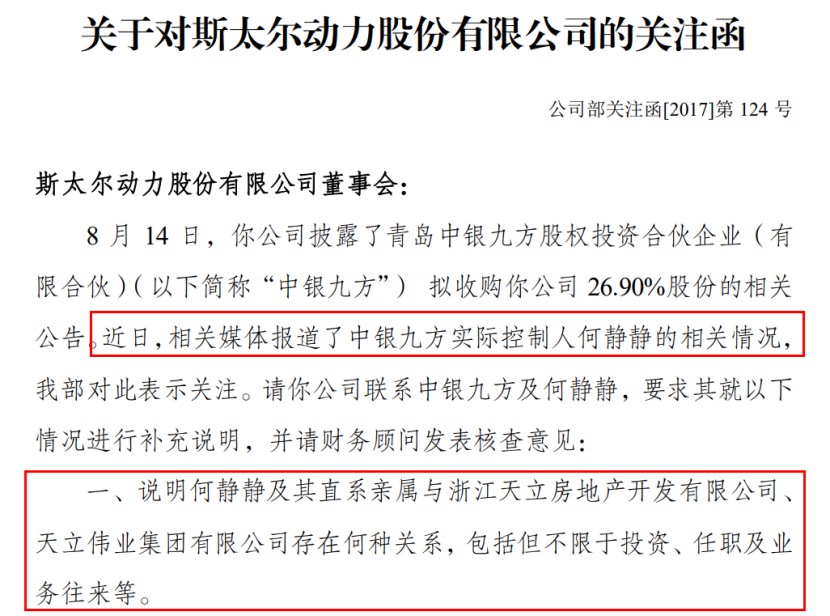 关于对斯太尔动力股份有限公司的关注函
公司部关注函[2017]第 124 号
斯太尔动力股份有限公司董事会：
8 月 14 日，你公司披露了青岛中银九方股权投资合伙企业（有
限合伙）（以下简称“中银九方”） 拟收购你公司 26.90%股份的相关
公告。近日，相关媒体报道了中银九方实际控制人何静静的相关情况，
我部对此表示关注。请你公司联系中银九方及何静静，要求其就以下
情况进行补充说明，并请财务顾问发表核查意见：
一、说明何静静及其直系亲属与浙江天立房地产开发有限公司、
天立伟业集团有限公司存在何种关系，包括但不限于投资、任职及业
务往来等。